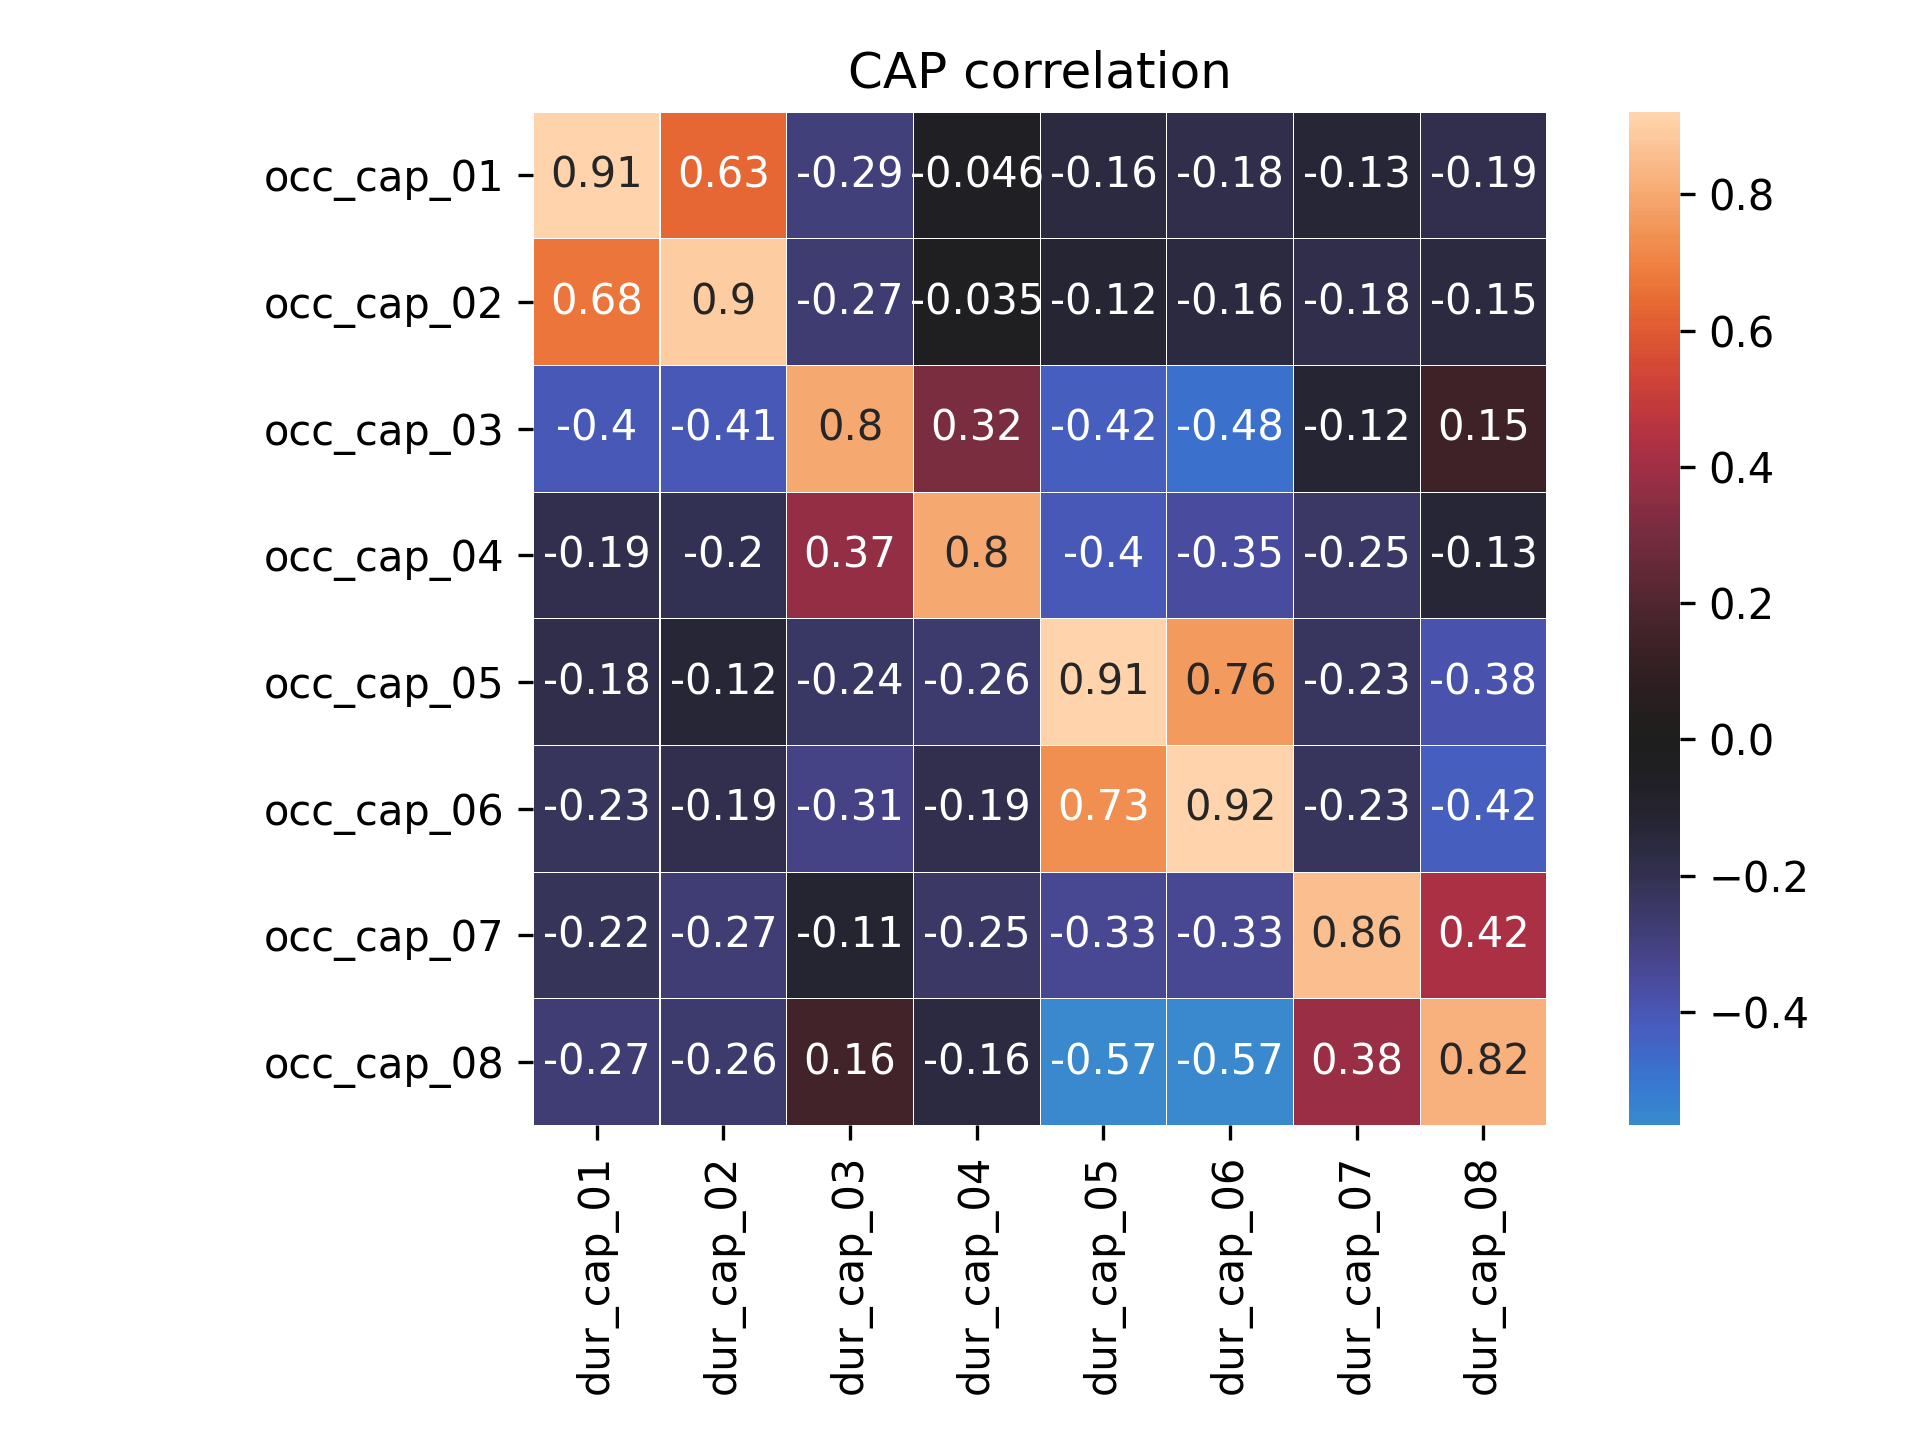 CAP correlation
occ_cap_01 0.91 0.63 -0.29 -0.046 -0.16 -0.18 -0.13 -0.19
occ_cap_02 0.68 0.9 -0.27 -0.035 -0.12 -0.16 -0.18 -0.15
occ_cap_03 -0.4 -0.41 0.8 0.32 -0.42 -0.48 -0.12 0.15
occ_cap_04 -0.19 -0.2 0.37 0.8 -0.4 -0.35 -0.25 -0.13
occ_cap_05 -0.18 -0.12 -0.24 -0.26 0.91 0.76 -0.23 -0.38
occ_cap_06 -0.23 -0.19 -0.31 -0.19 0.73 0.92 -0.23 -0.42
occ_cap_07 -0.22 -0.27 -0.11 -0.25 -0.33 -0.33 0.86 0.42
occ_cap_08 -0.27 -0.26 0.16 -0.16 -0.57 -0.57 0.38 0.82
dur_cap_01
dur_cap_02
dur_cap_03
dur_cap_04
dur_cap_05
dur_cap_06
dur_cap_07
dur_cap_08
0.8
0.6
0.4
0.2
0.0
−0.2
−0.4